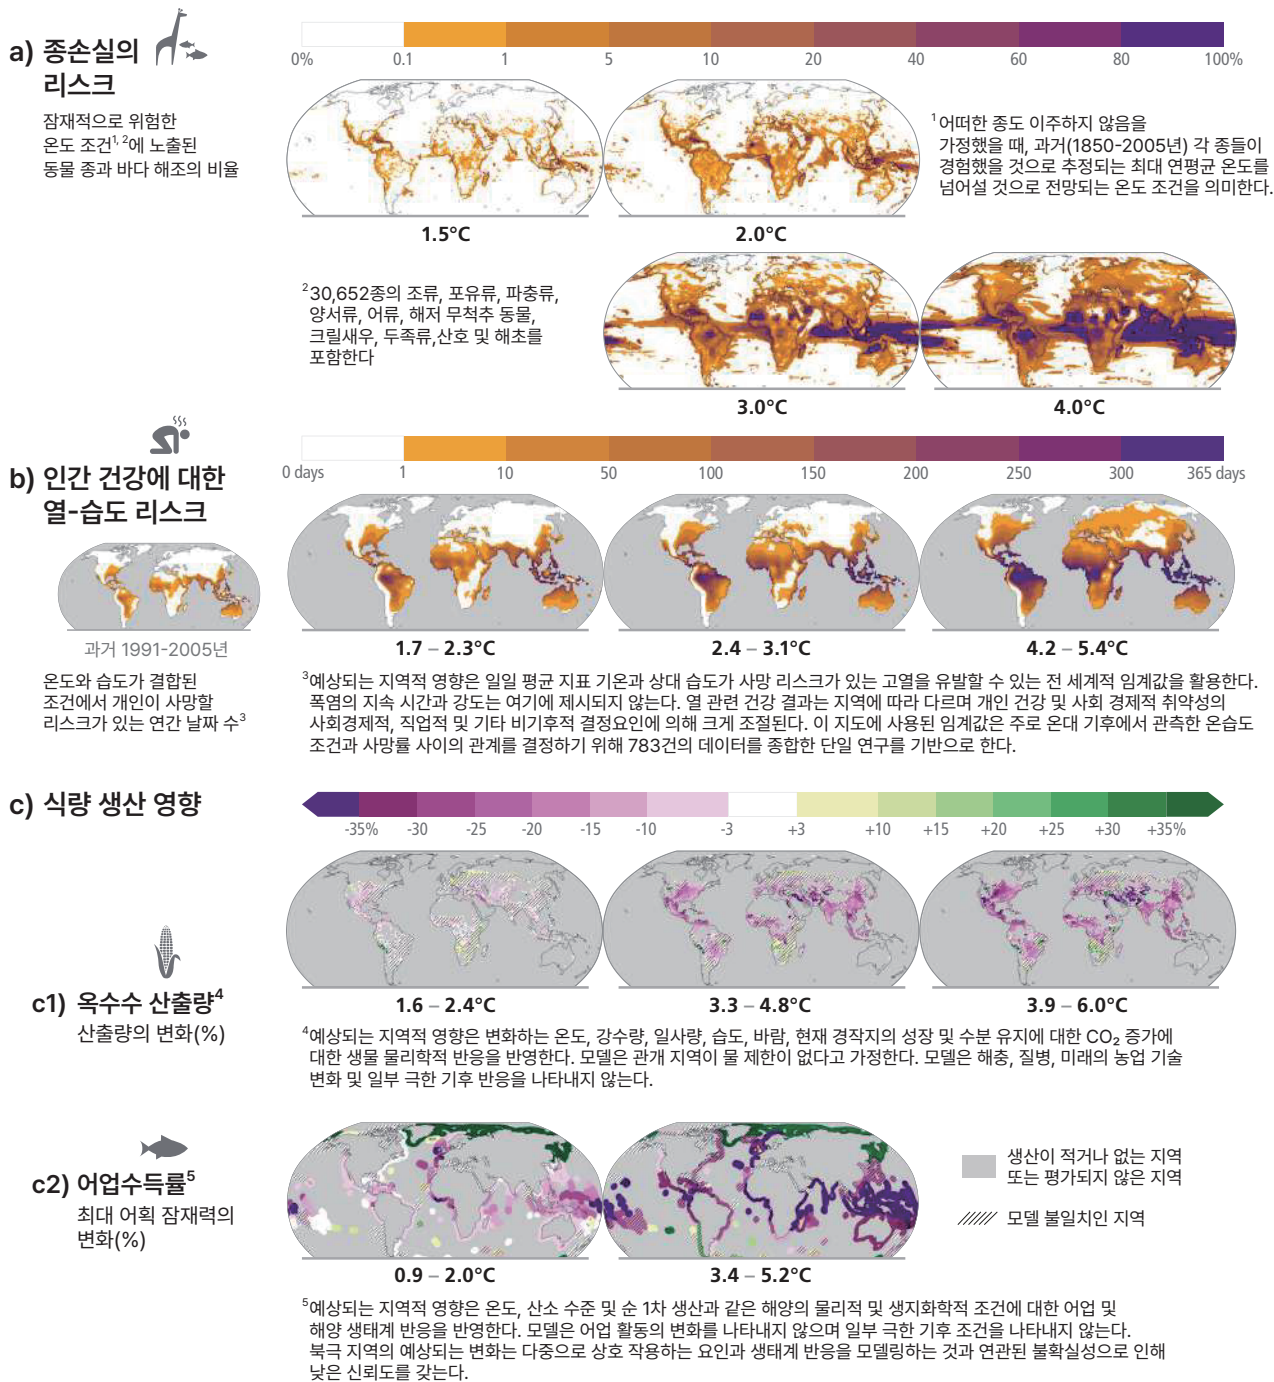 a) 종손실의
리스크
잠재적으로 위험한
온도 조건1, 2에 노출된
동물 종과 바다 해조의 비율
0% 0.1 1 5 10 20 40 60 80 100%
1.5°C
2.0°C
1어떠한 종도 이주하지 않음을
가정했을 때, 과거(1850-2005년) 각 종들이
경험했을 것으로 추정되는 최대 연평균 온도를
넘어설 것으로 전망되는 온도 조건을 의미한다.
230,652종의 조류, 포유류, 파충류,
양서류, 어류, 해저 무척추 동물,
크릴새우, 두족류,산호 및 해초를
포함한다
3.0°C
4.0°C
b) 인간 건강에 대한
열-습도 리스크
과거 1991-2005년
온도와 습도가 결합된
조건에서 개인이 사망할
리스크가 있는 연간 날짜 수3
0 days 1 10 50 100 150 200 250 300 365 days
1.7 – 2.3°C
2.4 – 3.1°C
4.2 – 5.4°C
3예상되는 지역적 영향은 일일 평균 지표 기온과 상대 습도가 사망 리스크가 있는 고열을 유발할 수 있는 전 세계적 임계값을 활용한다.
폭염의 지속 시간과 강도는 여기에 제시되지 않는다. 열 관련 건강 결과는 지역에 따라 다르며 개인 건강 및 사회 경제적 취약성의
사회경제적, 직업적 및 기타 비기후적 결정요인에 의해 크게 조절된다. 이 지도에 사용된 임계값은 주로 온대 기후에서 관측한 온습도
조건과 사망률 사이의 관계를 결정하기 위해 783건의 데이터를 종합한 단일 연구를 기반으로 한다.
c) 식량 생산 영향
-35% -30 -25 -20 -15 -10 -3 +3 +10 +15 +20 +25 +30 +35%
c1) 옥수수 산출량4
산출량의 변화(%)
1.6 – 2.4°C
3.3 – 4.8°C
3.9 – 6.0°C
4예상되는 지역적 영향은 변화하는 온도, 강수량, 일사량, 습도, 바람, 현재 경작지의 성장 및 수분 유지에 대한 CO₂ 증가에
대한 생물 물리학적 반응을 반영한다. 모델은 관개 지역이 물 제한이 없다고 가정한다. 모델은 해충, 질병, 미래의 농업 기술
변화 및 일부 극한 기후 반응을 나타내지 않는다.
c2) 어업수득률5
최대 어획 잠재력의
변화(%)
0.9 – 2.0°C
3.4 – 5.2°C
생산이 적거나 없는 지역
또는 평가되지 않은 지역
모델 불일치인 지역
5예상되는 지역적 영향은 온도, 산소 수준 및 순 1차 생산과 같은 해양의 물리적 및 생지화학적 조건에 대한 어업 및
해양 생태계 반응을 반영한다. 모델은 어업 활동의 변화를 나타내지 않으며 일부 극한 기후 조건을 나타내지 않는다.
북극 지역의 예상되는 변화는 다중으로 상호 작용하는 요인과 생태계 반응을 모델링하는 것과 연관된 불확실성으로 인해
낮은 신뢰도를 갖는다.